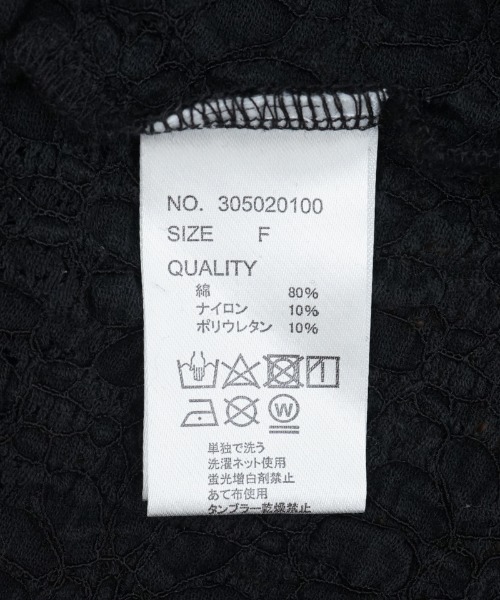 NO. 305020100
SIZE F
QUALITY
綿 80%
ナイロン 10%
ポリウレタン 10%
W
単独で洗う
洗濯ネット使用
蛍光増白剤禁止
あて布使用
タンブラー乾燥禁止